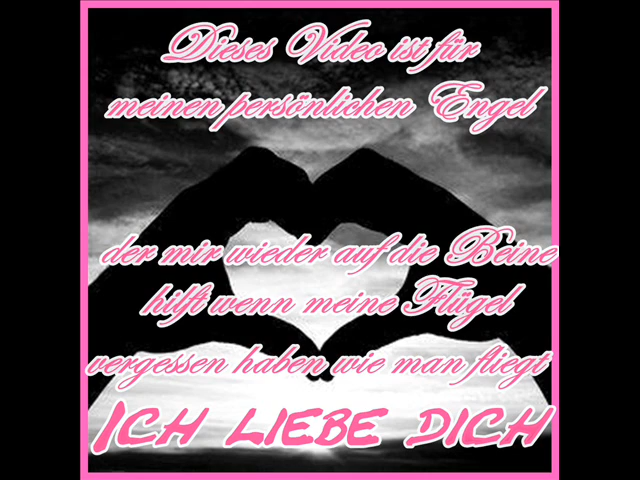 Dieses Video ist für
meinen persönlichen Engel
der mir wieder auf die Beine
hilft wenn meine Flügel
vergessen haben wie man fliegt
Ich liebe dich